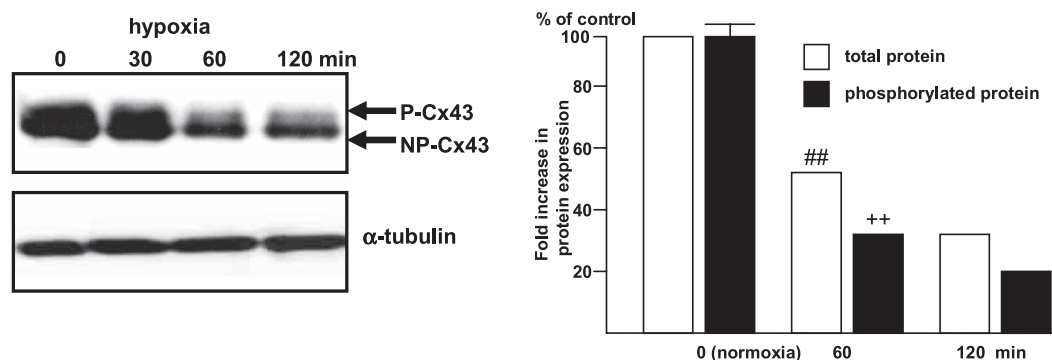 hypoxia
0 30 60 120 min
P-Cx43
NP-Cx43
α-tubulin
% of control
100
80
60
40
20
Fold increase in
protein expression
total protein
phosphorylated protein
##
++
0 (normoxia) 60 120 min